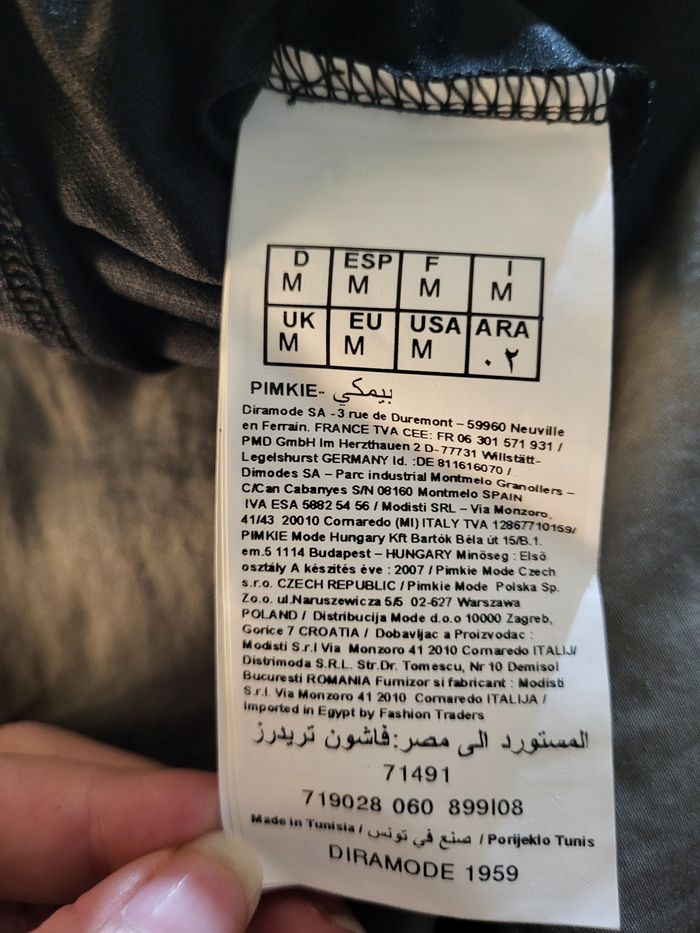 D ESP F I
M M M M
UK EU USA ARA
M M M ٠٢
PIMKIE- بيمكي
Diramode SA -3 rue de Duremont – 59960 Neuville
en Ferrain. FRANCE TVA CEE: FR 06 301 571 931 /
PMD GmbH Im Herzthauen 2 D-77731 Willstätt-
Legelshurst GERMANY Id. :DE 811616070 /
Dimodes SA – Parc industrial Montmelo Granollers –
C/Can Cabanyes S/N 08160 Montmelo SPAIN
IVA ESA 5882 54 56 / Modisti SRL – Via Monzoro,
41/43 20010 Cornaredo (MI) ITALY TVA 12867710159/
PIMKIE Mode Hungary Kft Bartók Béla út 15/B.1.
em.5 1114 Budapest – HUNGARY Minöseg : Elsö
osztály A készités éve : 2007 / Pimkie Mode Czech
s.r.o. CZECH REPUBLIC / Pimkie Mode Polska Sp.
Zo.o. ul.Naruszewicza 5/5 02-627 Warszawa
POLAND / Distribucija Mode d.o.o 10000 Zagreb,
Gorice 7 CROATIA / Dobavljac a Proizvodac :
Modisti S.r.l Via Monzoro 41 2010 Cornaredo ITALIJ/
Distrimoda S.R.L. Str.Dr. Tomescu, Nr 10 Demisol
Bucuresti ROMANIA Furnizor si fabricant : Modisti
S.r.l. Via Monzoro 41 2010 Cornaredo ITALIJA /
Imported in Egypt by Fashion Traders
المستورد الى مصر: فاشون تريدرز
71491
719028 060 899108
Made in Tunisia / صنع في تونس / Porijeklo Tunis
DIRAMODE 1959